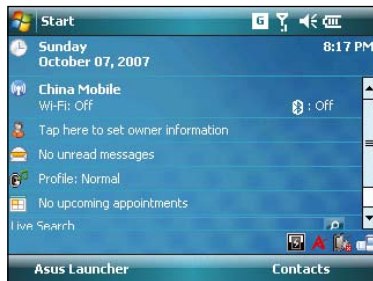 Start
G
Sunday
October 07, 2007
8:17 PM
China Mobile
Wi-Fi: Off
: Off
Tap here to set owner information
No unread messages
Profile: Normal
No upcoming appointments
Live Search
Asus Launcher
Contacts